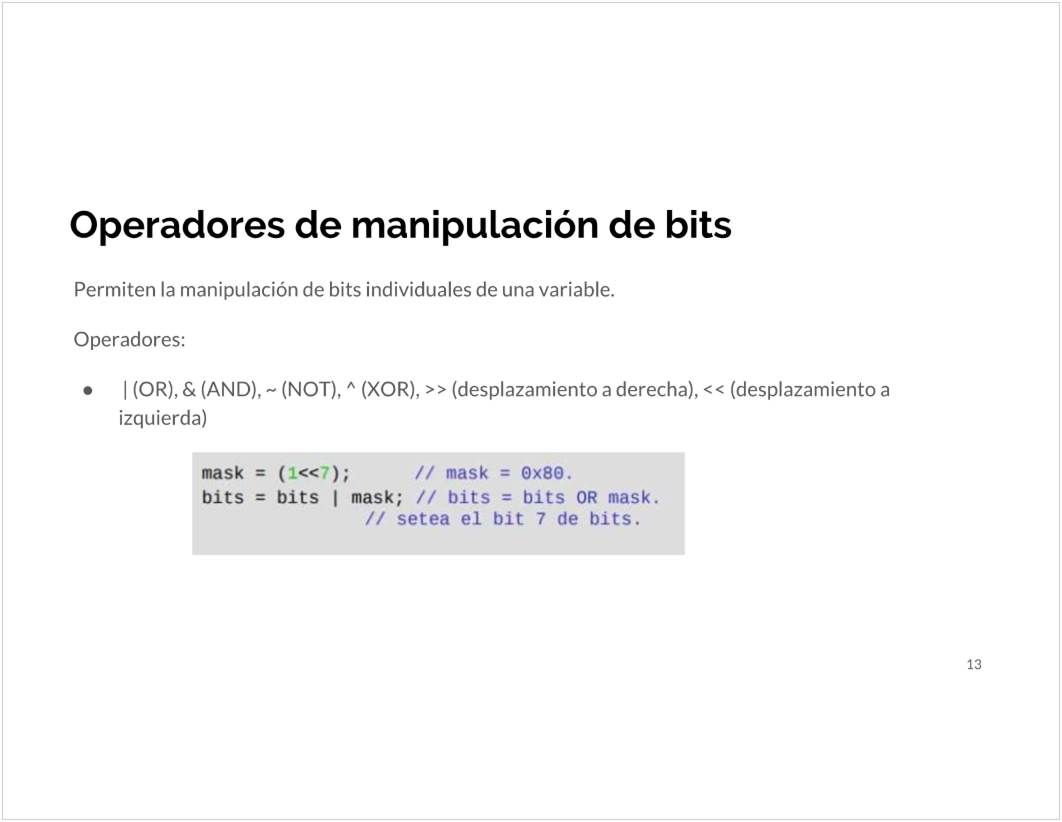 Operadores de manipulación de bits
Permiten la manipulación de bits individuales de una variable.
Operadores:
● | (OR), & (AND), ~ (NOT), ^ (XOR), >> (desplazamiento a derecha), << (desplazamiento a
izquierda)
mask = (1<<7);      // mask = 0x80.
bits = bits | mask; // bits = bits OR mask.
// setea el bit 7 de bits.
13